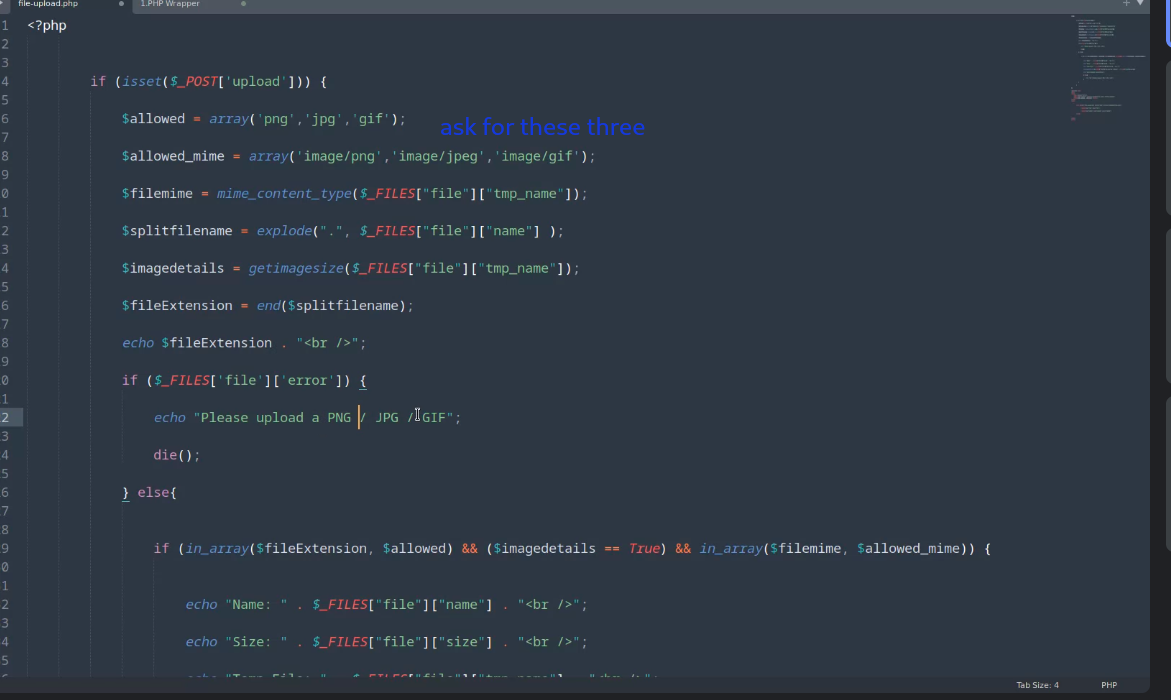 file-upload.php
1.PHP Wrapper
1 <?php
2
3
4 if (isset($_POST['upload'])) {
5
6 $allowed = array('png','jpg','gif');
ask for these three
7
8 $allowed_mime = array('image/png','image/jpeg','image/gif');
9
0 $filemime = mime_content_type($_FILES["file"]["tmp_name"]);
1
2 $splitfilename = explode(".", $_FILES["file"]["name"] );
3
4 $imagedetails = getimagesize($_FILES["file"]["tmp_name"]);
5
6 $fileExtension = end($splitfilename);
7
8 echo $fileExtension . "<br />";
9
0 if ($_FILES['file']['error']) {
1
2 echo "Please upload a PNG / JPG / GIF";
3
4 die();
5
6 } else{
7
8
9 if (in_array($fileExtension, $allowed) && ($imagedetails == True) && in_array($filemime, $allowed_mime)) {
0
1
2 echo "Name: " . $_FILES["file"]["name"] . "<br />";
3
4 echo "Size: " . $_FILES["file"]["size"] . "<br />";
5
Tab Size: 4
PHP